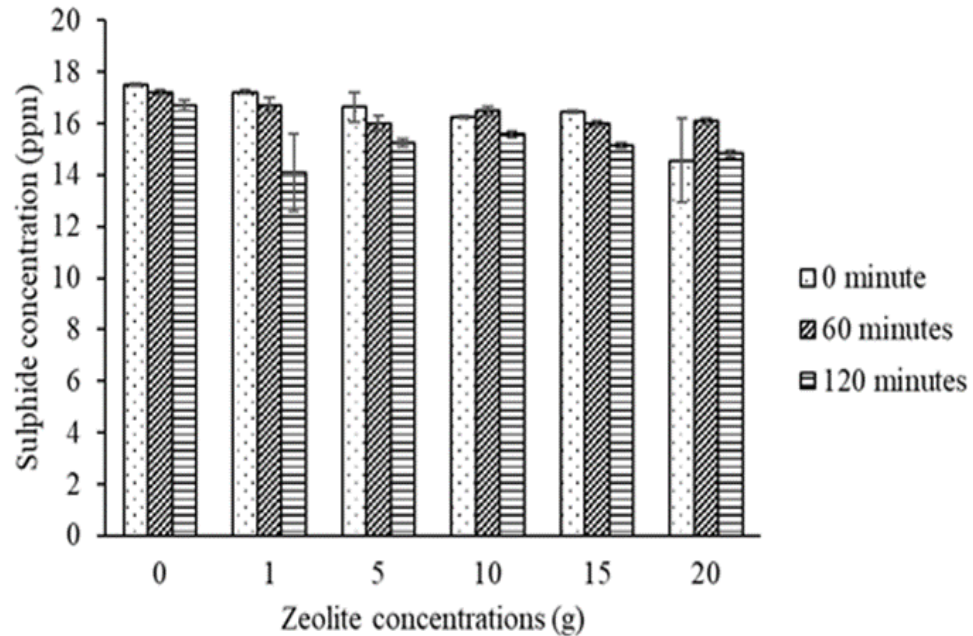 20
18
16
14
12
10
8
6
4
2
0
Sulphide concentration (ppm)
0 1 5 10 15 20
Zeolite concentrations (g)
0 minute
60 minutes
120 minutes